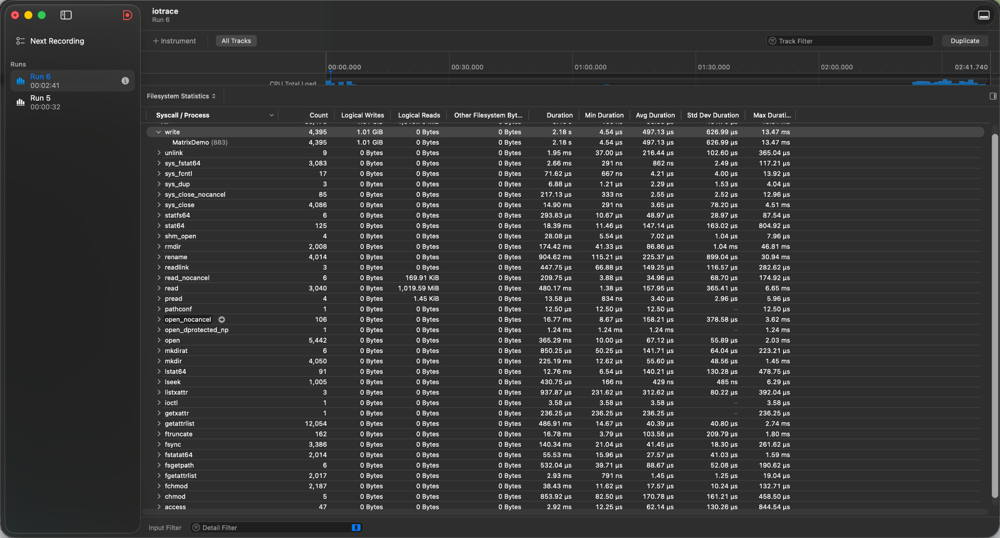 iotrace
Run 6
Next Recording
+ Instrument
All Tracks
Track Filter
Duplicate
Runs
Run 6
00:02:41
Run 5
00:00:32
00:00.000 00:30.000 01:00.000 01:30.000 02:00.000 02:41.740
CPU Total Load
Filesystem Statistics
Syscall / Process Count Logical Writes Logical Reads Other Filesystem Byt... Duration Min Duration Avg Duration Std Dev Duration Max Durati...
write 4,395 1.01 GiB 0 Bytes 0 Bytes 2.18 s 4.54 µs 497.13 µs 626.99 µs 13.47 ms
MatrixDemo (883) 4,395 1.01 GiB 0 Bytes 0 Bytes 2.18 s 4.54 µs 497.13 µs 626.99 µs 13.47 ms
unlink 9 0 Bytes 0 Bytes 0 Bytes 1.95 ms 37.00 µs 216.44 µs 102.60 µs 365.04 µs
sys_fstat64 3,083 0 Bytes 0 Bytes 0 Bytes 2.66 ms 291 ns 862 ns 2.49 µs 117.21 µs
sys_fcntl 17 0 Bytes 0 Bytes 0 Bytes 71.62 µs 667 ns 4.21 µs 4.00 µs 13.92 µs
sys_dup 3 0 Bytes 0 Bytes 0 Bytes 6.88 µs 1.21 µs 2.29 µs 1.53 µs 4.04 µs
sys_close_nocancel 85 0 Bytes 0 Bytes 0 Bytes 217.13 µs 333 ns 2.55 µs 2.52 µs 12.96 µs
sys_close 4,086 0 Bytes 0 Bytes 0 Bytes 14.90 ms 291 ns 3.65 µs 78.20 µs 4.51 ms
statfs64 6 0 Bytes 0 Bytes 0 Bytes 293.83 µs 10.67 µs 48.97 µs 28.97 µs 87.54 µs
stat64 125 0 Bytes 0 Bytes 0 Bytes 18.39 ms 11.46 µs 147.14 µs 163.02 µs 804.92 µs
shm_open 4 0 Bytes 0 Bytes 0 Bytes 28.08 µs 5.54 µs 7.02 µs 1.04 µs 7.96 µs
rmdir 2,008 0 Bytes 0 Bytes 0 Bytes 174.42 ms 41.33 µs 86.86 µs 1.04 ms 46.81 ms
rename 4,014 0 Bytes 0 Bytes 0 Bytes 904.62 ms 115.21 µs 225.37 µs 899.04 µs 30.94 ms
readlink 3 0 Bytes 0 Bytes 0 Bytes 447.75 µs 66.88 µs 149.25 µs 116.57 µs 282.62 µs
read_nocancel 6 0 Bytes 169.91 KiB 0 Bytes 209.75 µs 3.88 µs 34.96 µs 68.70 µs 174.92 µs
read 3,040 0 Bytes 1,019.59 MiB 0 Bytes 480.17 ms 1.38 µs 157.95 µs 365.41 µs 6.65 ms
pread 4 0 Bytes 1.45 KiB 0 Bytes 13.58 µs 834 ns 3.40 µs 2.96 µs 5.96 µs
pathconf 1 0 Bytes 0 Bytes 0 Bytes 12.50 µs 12.50 µs 12.50 µs – 12.50 µs
open_nocancel 106 0 Bytes 0 Bytes 0 Bytes 16.77 ms 8.67 µs 158.21 µs 378.58 µs 3.62 ms
open_dprotected_np 1 0 Bytes 0 Bytes 0 Bytes 1.24 ms 1.24 ms 1.24 ms – 1.24 ms
open 5,442 0 Bytes 0 Bytes 0 Bytes 365.29 ms 10.00 µs 67.12 µs 55.89 µs 2.03 ms
mkdirat 6 0 Bytes 0 Bytes 0 Bytes 850.25 µs 50.25 µs 141.71 µs 64.04 µs 223.21 µs
mkdir 4,050 0 Bytes 0 Bytes 0 Bytes 225.19 ms 12.62 µs 55.60 µs 48.56 µs 1.45 ms
lstat64 91 0 Bytes 0 Bytes 0 Bytes 12.76 ms 6.54 µs 140.21 µs 130.28 µs 478.75 µs
lseek 1,005 0 Bytes 0 Bytes 0 Bytes 430.75 µs 166 ns 429 ns 485 ns 6.29 µs
listxattr 3 0 Bytes 0 Bytes 0 Bytes 937.87 µs 231.62 µs 312.62 µs 80.22 µs 392.04 µs
ioctl 1 0 Bytes 0 Bytes 0 Bytes 3.58 µs 3.58 µs 3.58 µs – 3.58 µs
getxattr 1 0 Bytes 0 Bytes 0 Bytes 236.25 µs 236.25 µs 236.25 µs – 236.25 µs
getattrlist 12,054 0 Bytes 0 Bytes 0 Bytes 486.91 ms 14.67 µs 40.39 µs 40.80 µs 2.74 ms
ftruncate 162 0 Bytes 0 Bytes 0 Bytes 16.78 ms 3.79 µs 103.58 µs 209.79 µs 1.80 ms
fsync 3,386 0 Bytes 0 Bytes 0 Bytes 140.34 ms 21.04 µs 41.45 µs 18.30 µs 261.62 µs
fstatat64 2,014 0 Bytes 0 Bytes 0 Bytes 55.53 ms 15.96 µs 27.57 µs 41.03 µs 1.59 ms
fsgetpath 6 0 Bytes 0 Bytes 0 Bytes 532.04 µs 39.71 µs 88.67 µs 52.08 µs 190.62 µs
fgetattrlist 2,017 0 Bytes 0 Bytes 0 Bytes 2.93 ms 791 ns 1.45 µs 1.25 µs 19.04 µs
fchmod 2,187 0 Bytes 0 Bytes 0 Bytes 38.43 ms 11.62 µs 17.57 µs 10.24 µs 132.71 µs
chmod 5 0 Bytes 0 Bytes 0 Bytes 853.92 µs 82.50 µs 170.78 µs 161.21 µs 458.50 µs
access 47 0 Bytes 0 Bytes 0 Bytes 2.92 ms 12.25 µs 62.14 µs 130.26 µs 844.54 µs
Input Filter Detail Filter